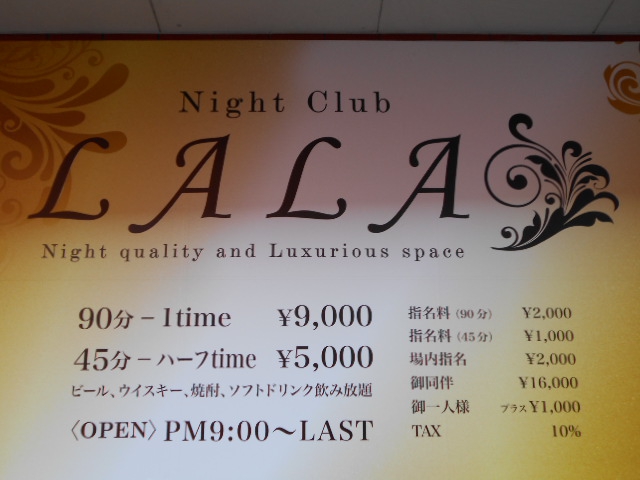 Night Club
LALA
Night quality and Luxurious space
90分－1time ¥9,000
45分－ハーフtime ¥5,000
ビール、ウイスキー、焼酎、ソフトドリンク飲み放題
〈OPEN〉PM9:00～LAST
指名料（90分） ¥2,000
指名料（45分） ¥1,000
場内指名 ¥2,000
御同伴 ¥16,000
御一人様 プラス¥1,000
TAX 10%